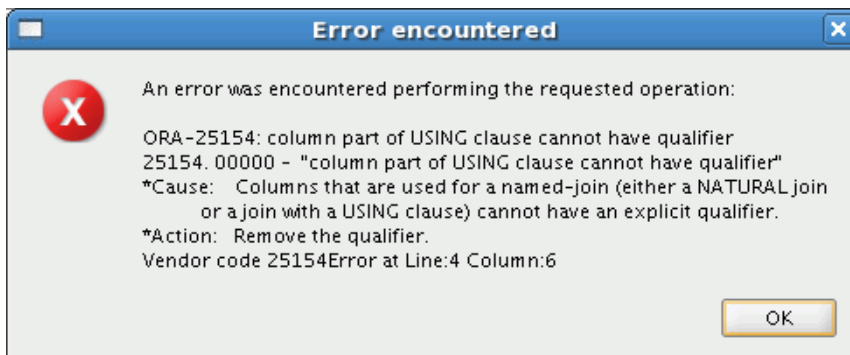 Error encountered
An error was encountered performing the requested operation:
ORA-25154: column part of USING clause cannot have qualifier
25154. 00000 - "column part of USING clause cannot have qualifier"
*Cause: Columns that are used for a named-join (either a NATURAL join
or a join with a USING clause) cannot have an explicit qualifier.
*Action: Remove the qualifier.
Vendor code 25154Error at Line:4 Column:6
OK